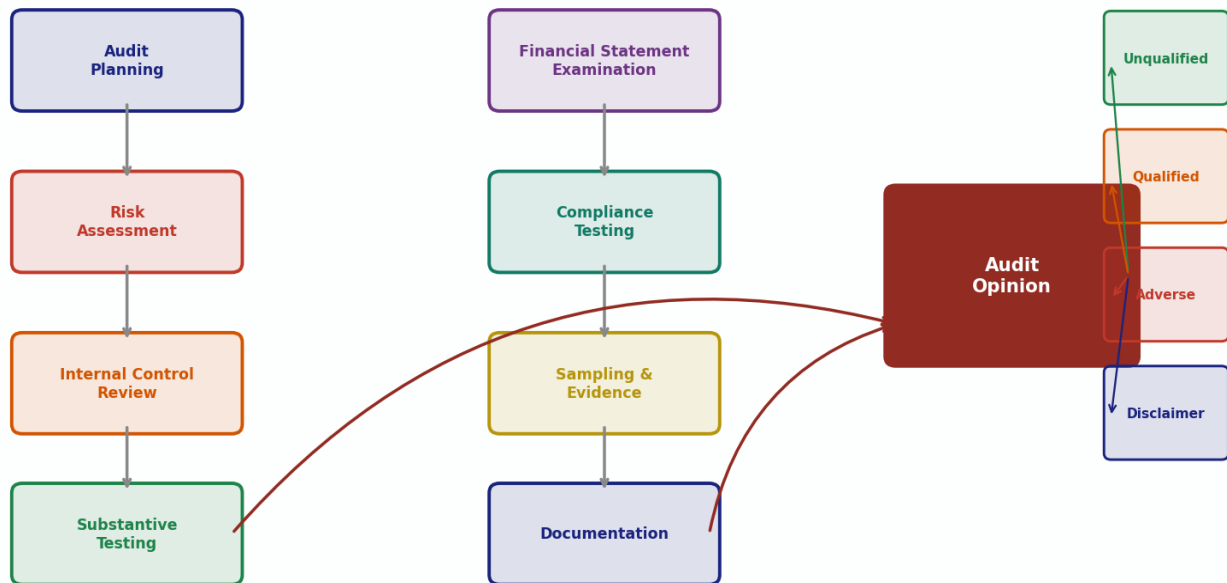 Audit
Planning
Risk
Assessment
Internal Control
Review
Substantive
Testing
Financial Statement
Examination
Compliance
Testing
Sampling &
Evidence
Documentation
Audit
Opinion
Unqualified
Qualified
Adverse
Disclaimer